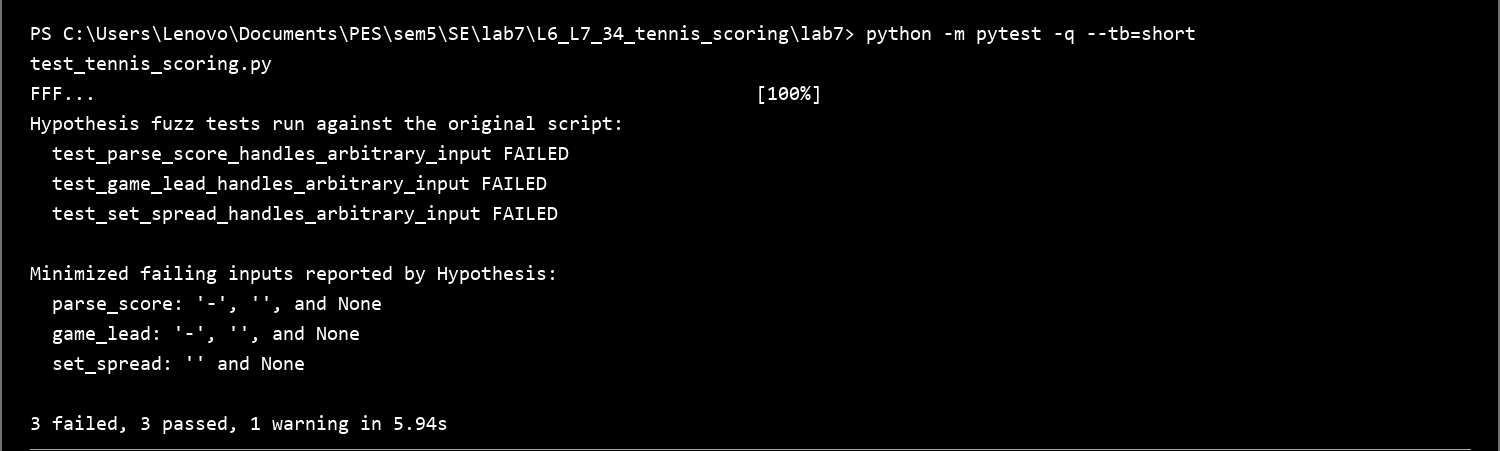 PS C:\Users\Lenovo\Documents\PES\sem5\SE\lab7\L6_L7_34_tennis_scoring\lab7> python -m pytest -q --tb=short
test_tennis_scoring.py
FFF... [100%]
Hypothesis fuzz tests run against the original script:
test_parse_score_handles_arbitrary_input FAILED
test_game_lead_handles_arbitrary_input FAILED
test_set_spread_handles_arbitrary_input FAILED
Minimized failing inputs reported by Hypothesis:
parse_score: '-', '', and None
game_lead: '-', '', and None
set_spread: '' and None
3 failed, 3 passed, 1 warning in 5.94s